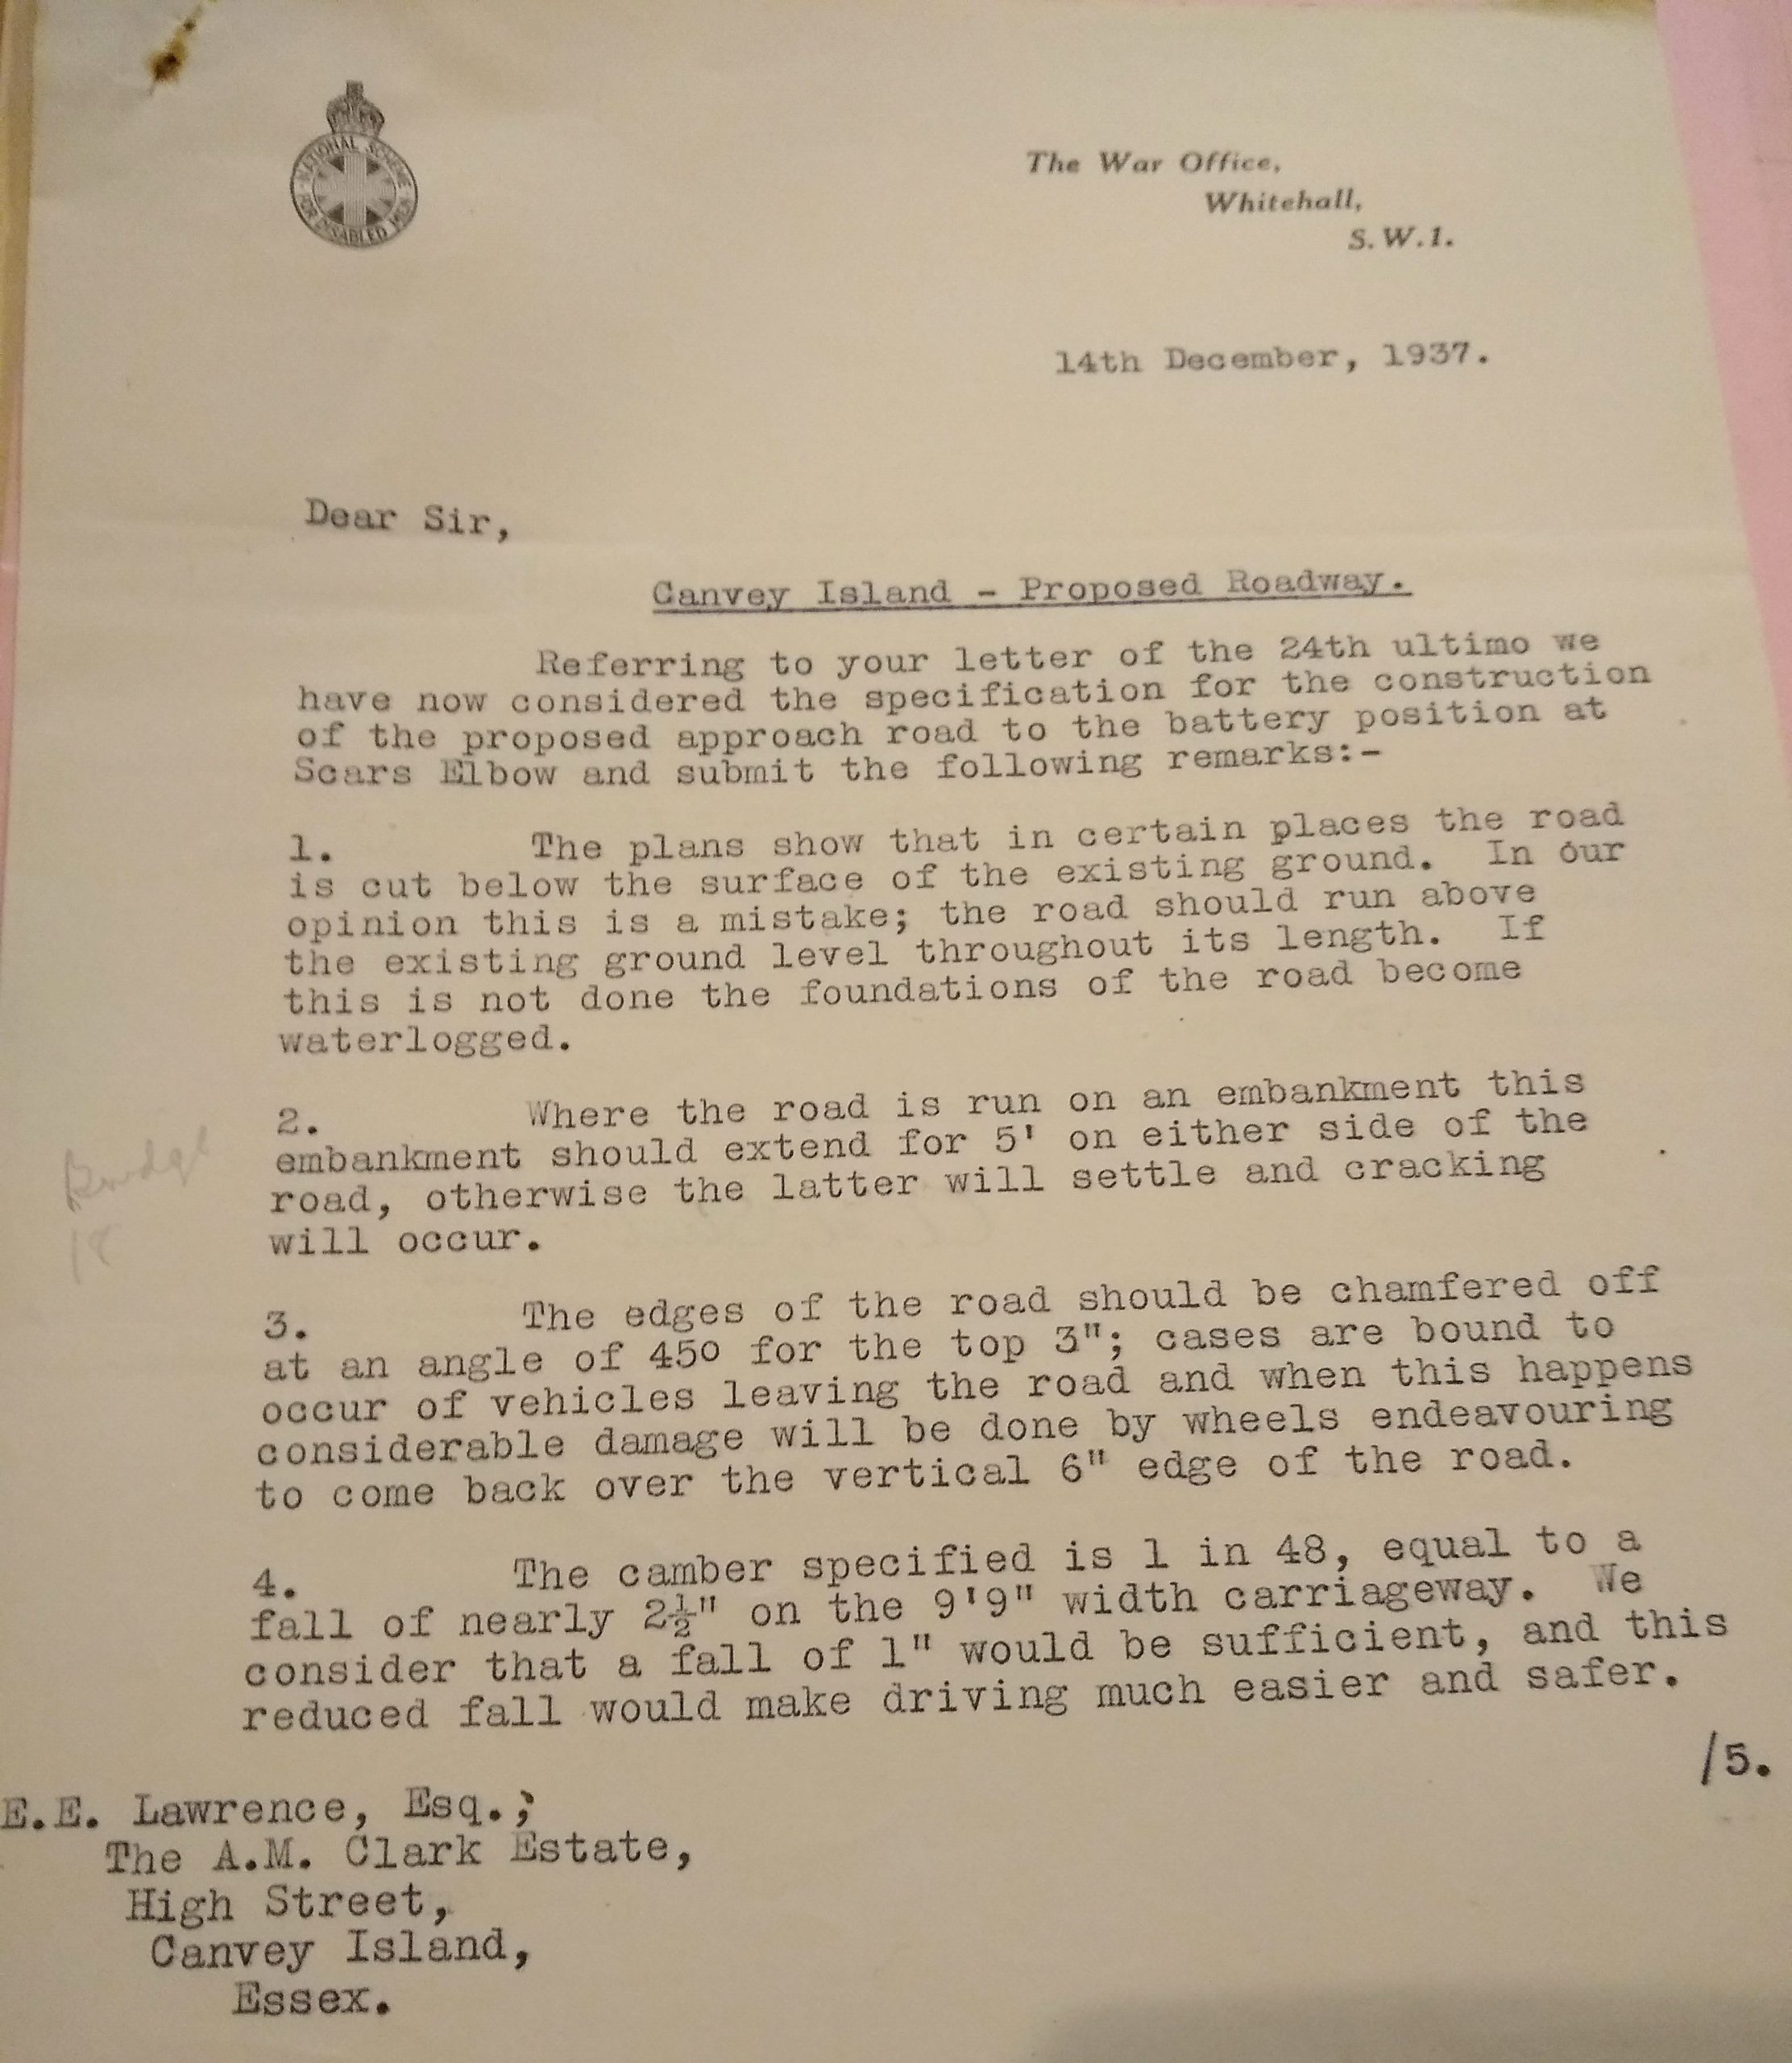 NATIONAL SCHEME
FOR DISABLED MEN
The War Office,
Whitehall,
S.W.1.
14th December, 1937.
Dear Sir,
Canvey Island - Proposed Roadway.
Referring to your letter of the 24th ultimo we
have now considered the specification for the construction
of the proposed approach road to the battery position at
Scars Elbow and submit the following remarks:-
1. The plans show that in certain places the road
is cut below the surface of the existing ground. In our
opinion this is a mistake; the road should run above
the existing ground level throughout its length. If
this is not done the foundations of the road become
waterlogged.
2. Where the road is run on an embankment this
embankment should extend for 5' on either side of the
road, otherwise the latter will settle and cracking
will occur.
Bridge
18
3. The edges of the road should be chamfered off
at an angle of 45o for the top 3"; cases are bound to
occur of vehicles leaving the road and when this happens
considerable damage will be done by wheels endeavouring
to come back over the vertical 6" edge of the road.
4. The camber specified is 1 in 48, equal to a
fall of nearly 2½" on the 9'9" width carriageway. We
consider that a fall of 1" would be sufficient, and this
reduced fall would make driving much easier and safer.
/5.
E.E. Lawrence, Esq.,
The A.M. Clark Estate,
High Street,
Canvey Island,
Essex.